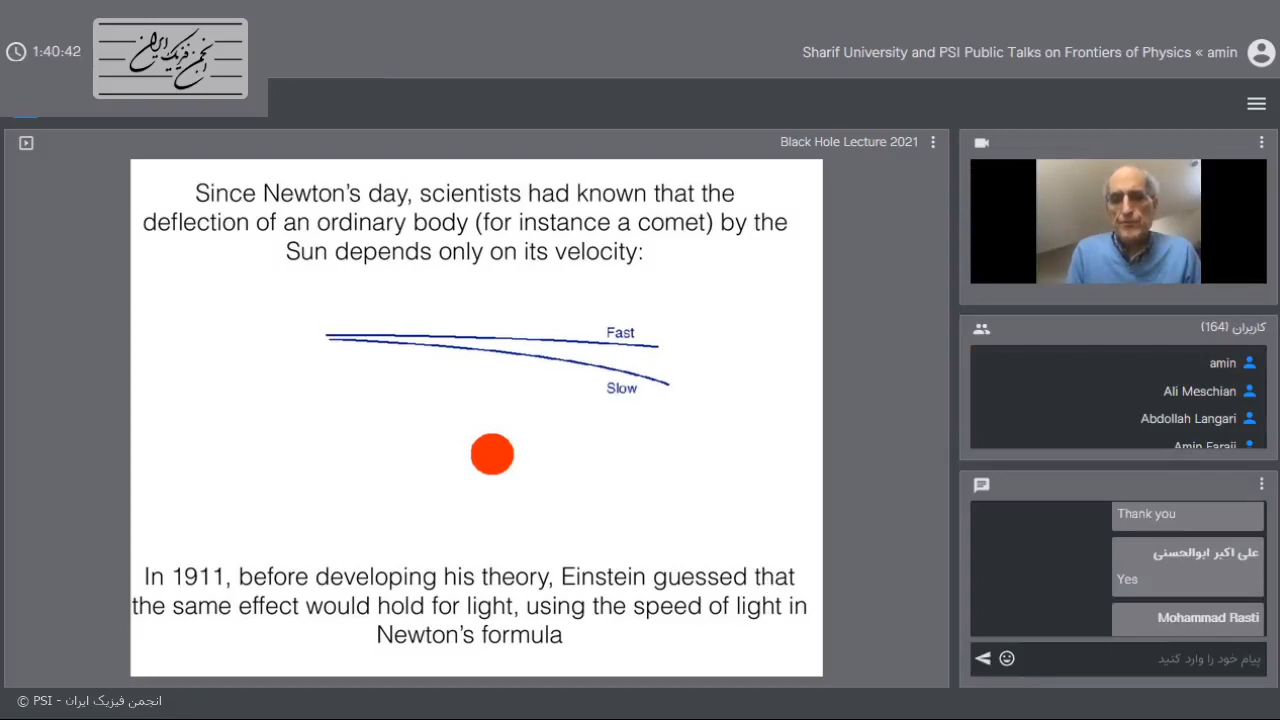 1:40:42
انجمن فیزیک ایران
Sharif University and PSI Public Talks on Frontiers of Physics « amin
Black Hole Lecture 2021
Since Newton's day, scientists had known that the
deflection of an ordinary body (for instance a comet) by the
Sun depends only on its velocity:
Fast
Slow
In 1911, before developing his theory, Einstein guessed that
the same effect would hold for light, using the speed of light in
Newton's formula
کاربران (164)
amin
Ali Meschian
Abdollah Langari
Amin Faraji
Thank you
علی اکبر ابوالحسنی
Yes
Mohammad Rasti
پیام خود را وارد کنید
© PSI - انجمن فیزیک ایران